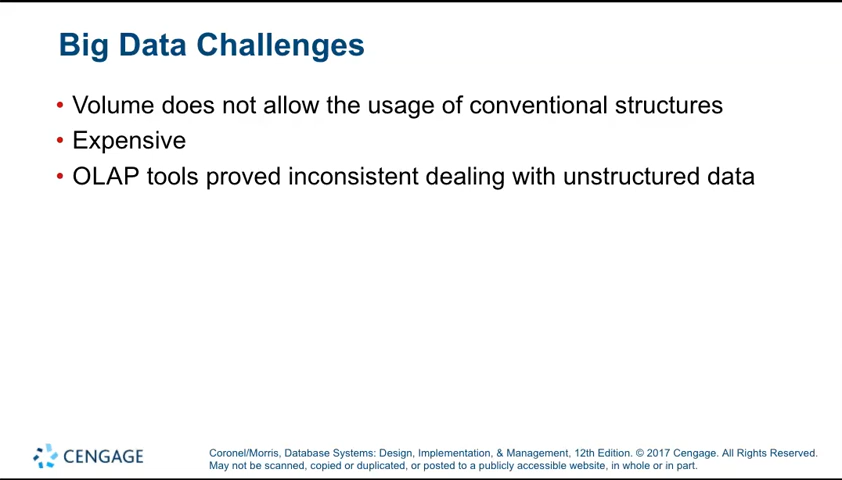 Big Data Challenges
• Volume does not allow the usage of conventional structures
• Expensive
• OLAP tools proved inconsistent dealing with unstructured data
CENGAGE
Coronel/Morris, Database Systems: Design, Implementation, & Management, 12th Edition. © 2017 Cengage. All Rights Reserved.
May not be scanned, copied or duplicated, or posted to a publicly accessible website, in whole or in part.